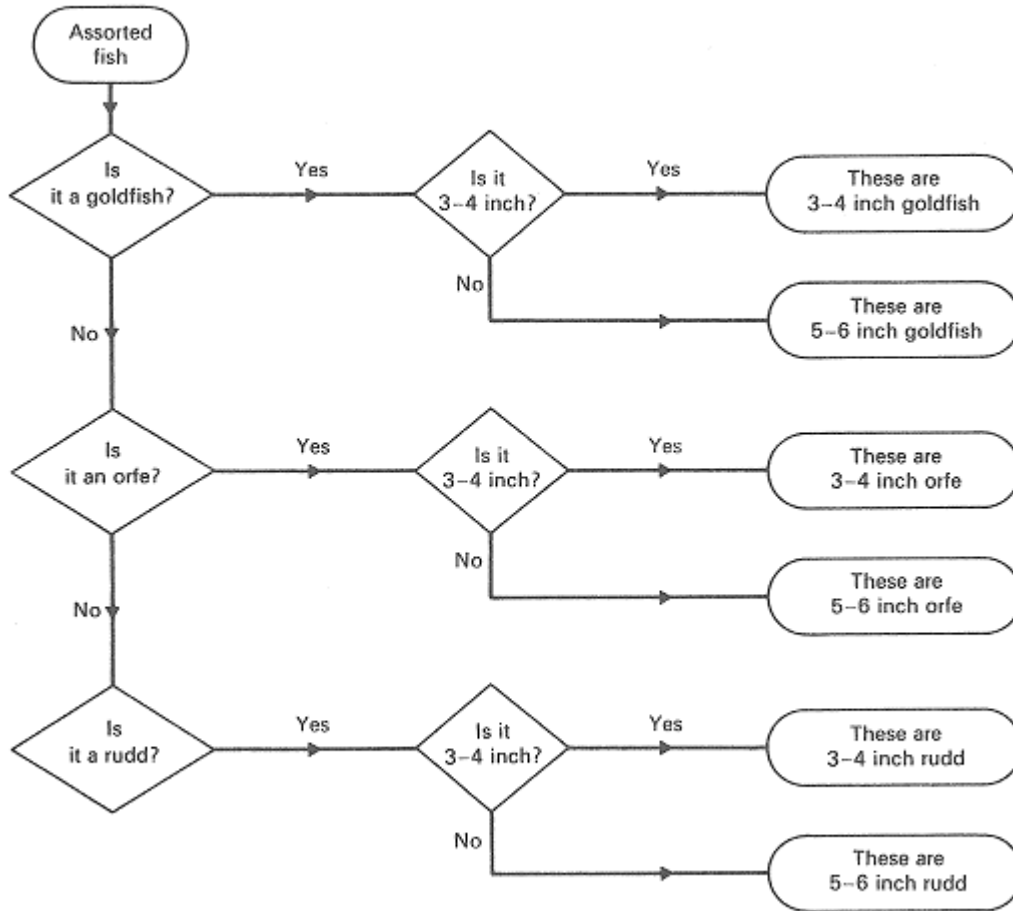 Assorted
fish
Is
it a goldfish?
Yes
Is it
3–4 inch?
Yes
These are
3–4 inch goldfish
No
These are
5–6 inch goldfish
No
Is
it an orfe?
Yes
Is it
3–4 inch?
Yes
These are
3–4 inch orfe
No
These are
5–6 inch orfe
No
Is
it a rudd?
Yes
Is it
3–4 inch?
Yes
These are
3–4 inch rudd
No
These are
5–6 inch rudd